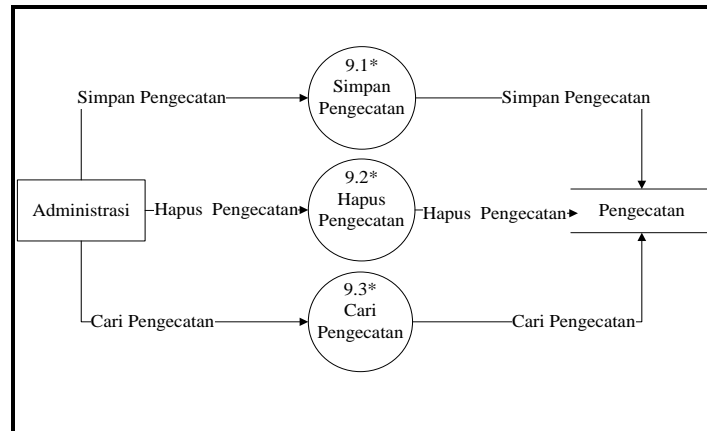 9.1*
Simpan
Pengecatan
Simpan Pengecatan
Simpan Pengecatan
9.2*
Hapus
Pengecatan
Administrasi
Hapus  Pengecatan
Hapus  Pengecatan
Pengecatan
9.3*
Cari
Pengecatan
Cari Pengecatan
Cari Pengecatan